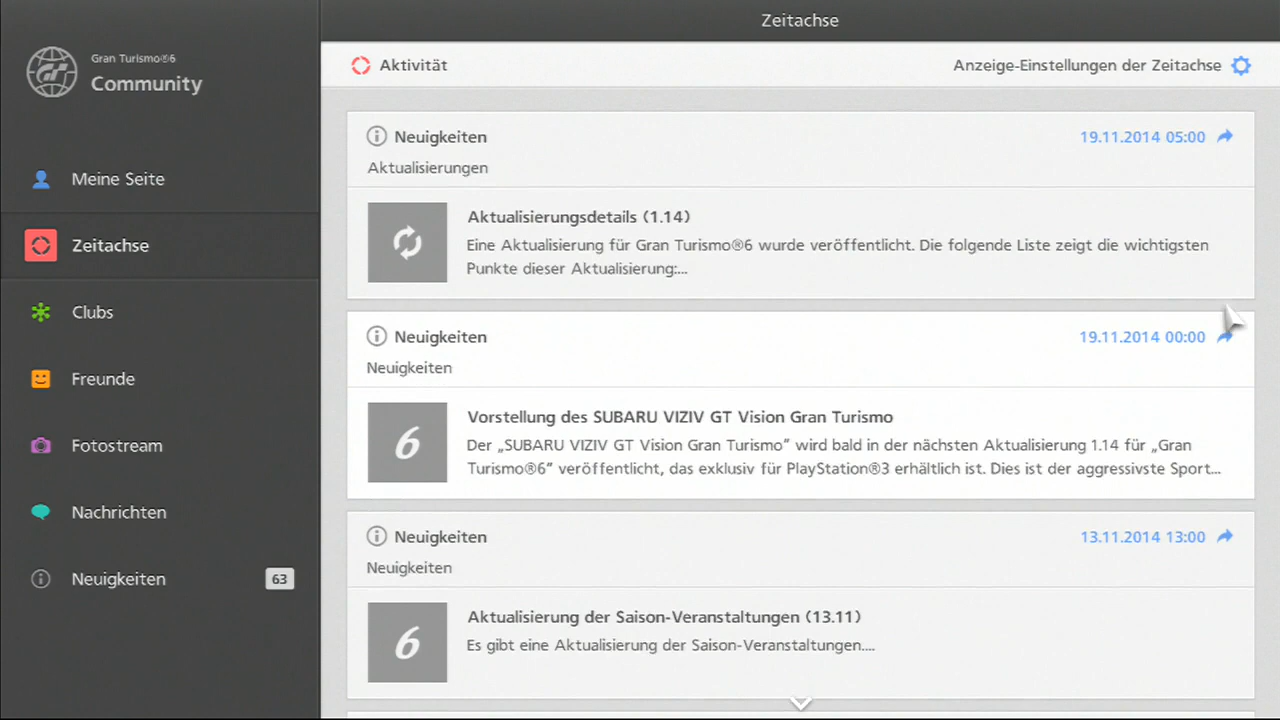 Zeitachse
Gran Turismo®6
Community
Meine Seite
Zeitachse
Clubs
Freunde
Fotostream
Nachrichten
Neuigkeiten 63
Aktivität Anzeige-Einstellungen der Zeitachse
Neuigkeiten 19.11.2014 05:00
Aktualisierungen
Aktualisierungsdetails (1.14)
Eine Aktualisierung für Gran Turismo®6 wurde veröffentlicht. Die folgende Liste zeigt die wichtigsten
Punkte dieser Aktualisierung:...
Neuigkeiten 19.11.2014 00:00
Neuigkeiten
6
Vorstellung des SUBARU VIZIV GT Vision Gran Turismo
Der „SUBARU VIZIV GT Vision Gran Turismo“ wird bald in der nächsten Aktualisierung 1.14 für „Gran
Turismo®6“ veröffentlicht, das exklusiv für PlayStation®3 erhältlich ist. Dies ist der aggressivste Sport...
Neuigkeiten 13.11.2014 13:00
Neuigkeiten
6
Aktualisierung der Saison-Veranstaltungen (13.11)
Es gibt eine Aktualisierung der Saison-Veranstaltungen....